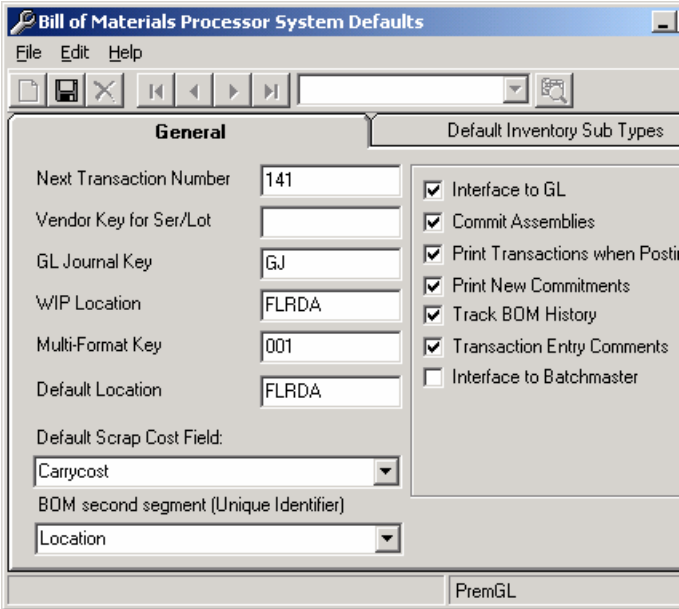 Bill of Materials Processor System Defaults
File Edit Help
General
Default Inventory Sub Types
Next Transaction Number 141
Vendor Key for Ser/Lot
GL Journal Key GJ
WIP Location FLRDA
Multi-Format Key 001
Default Location FLRDA
Default Scrap Cost Field:
Carrycost
BOM second segment (Unique Identifier)
Location
Interface to GL
Commit Assemblies
Print Transactions when Posti
Print New Commitments
Track BOM History
Transaction Entry Comments
Interface to Batchmaster
PremGL